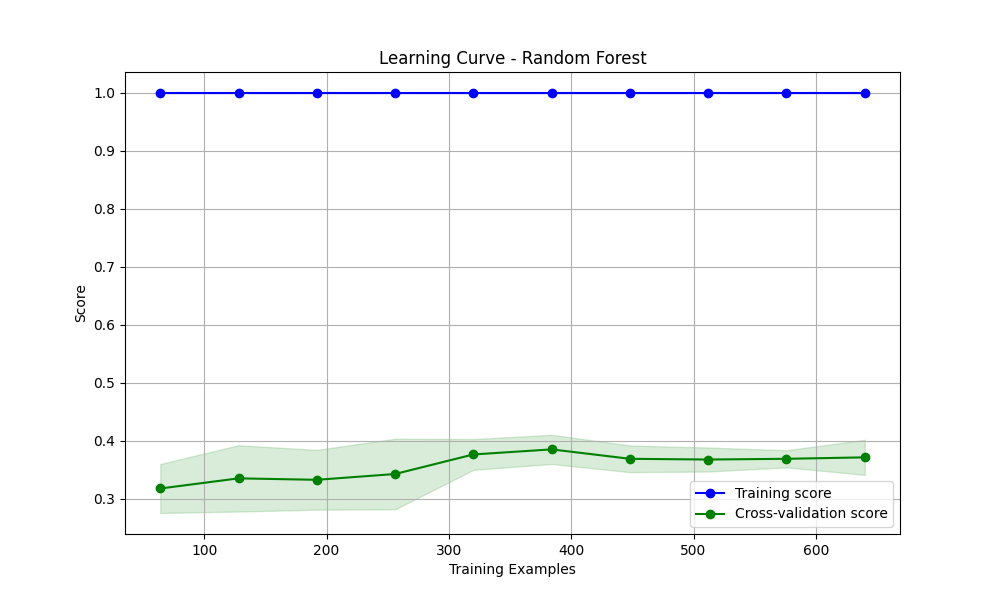 Learning Curve - Random Forest
1.0
0.9
0.8
0.7
0.6
0.5
0.4
0.3
Score
100
200
300
400
500
600
Training Examples
Training score
Cross-validation score